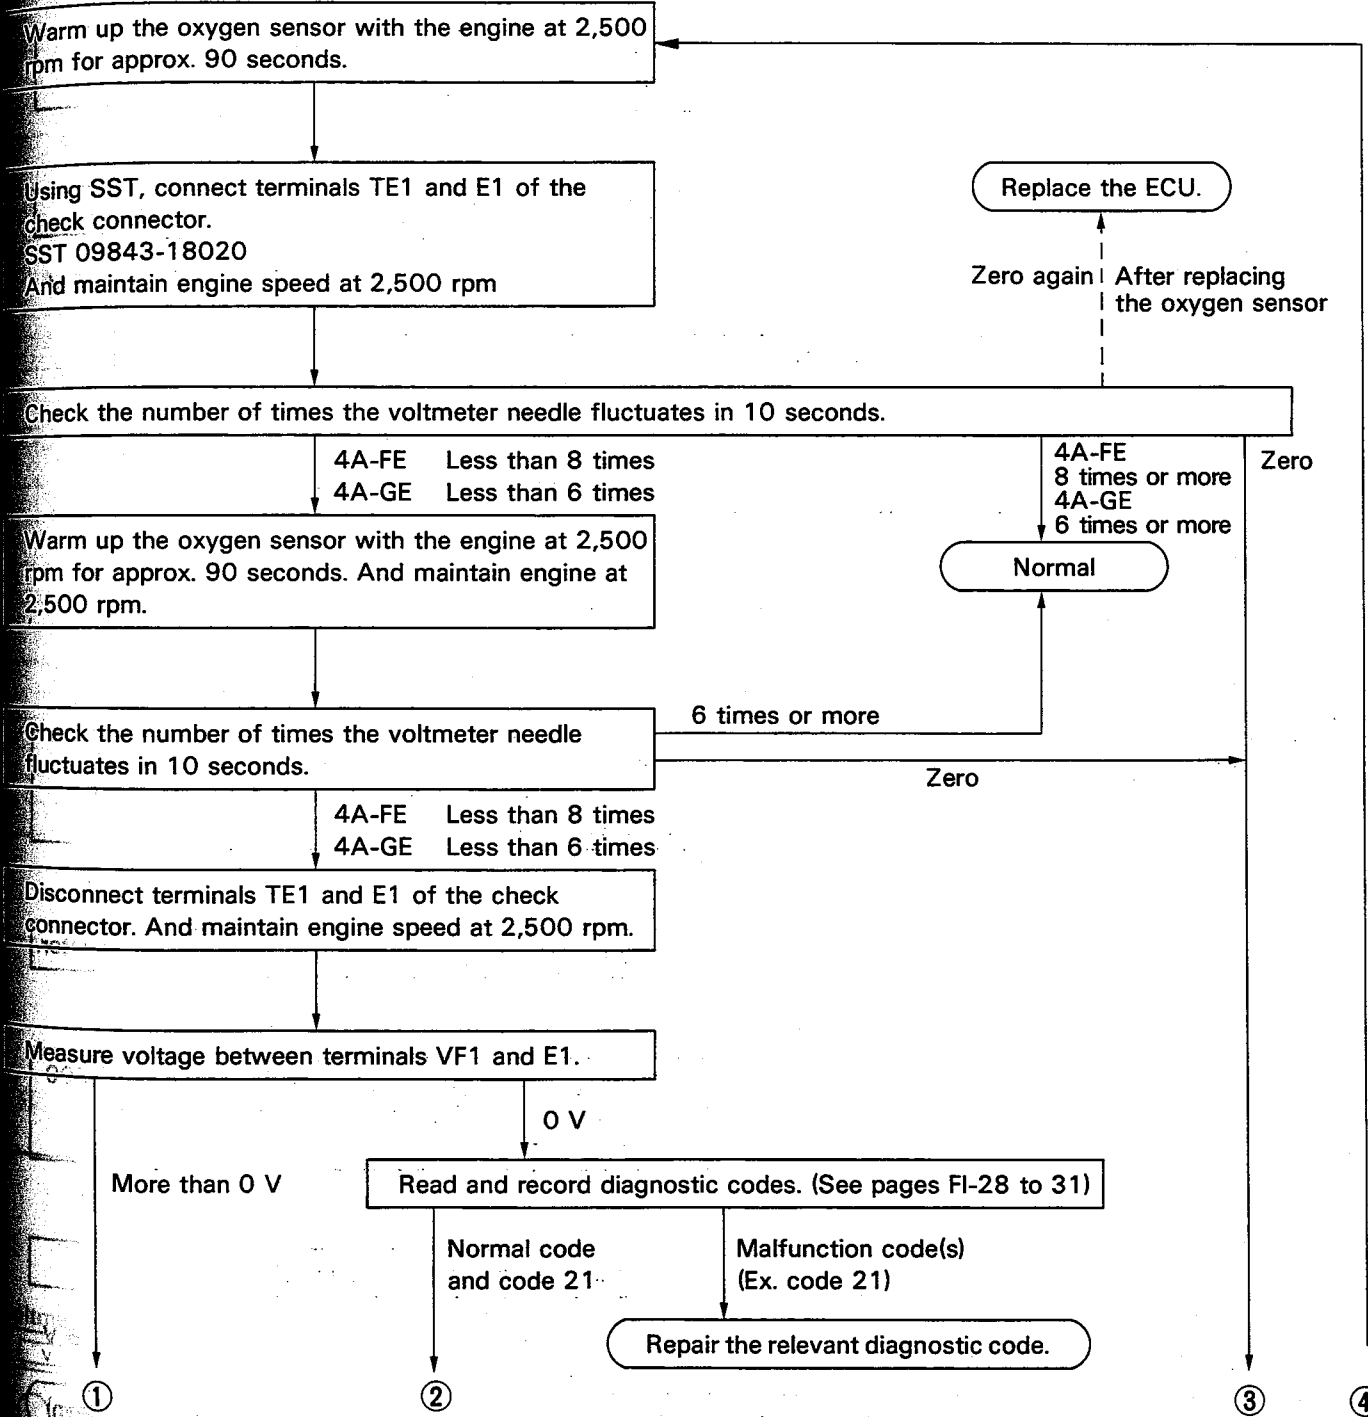 Warm up the oxygen sensor with the engine at 2,500
rpm for approx. 90 seconds.
Using SST, connect terminals TE1 and E1 of the
check connector.
SST 09843-18020
And maintain engine speed at 2,500 rpm
Replace the ECU.
Zero again
After replacing
the oxygen sensor
Check the number of times the voltmeter needle fluctuates in 10 seconds.
4A-FE Less than 8 times
4A-GE Less than 6 times
4A-FE
8 times or more
4A-GE
6 times or more
Zero
Normal
Warm up the oxygen sensor with the engine at 2,500
rpm for approx. 90 seconds. And maintain engine at
2,500 rpm.
Check the number of times the voltmeter needle
fluctuates in 10 seconds.
6 times or more
Zero
4A-FE Less than 8 times
4A-GE Less than 6 times
Disconnect terminals TE1 and E1 of the check
connector. And maintain engine speed at 2,500 rpm.
Measure voltage between terminals VF1 and E1.
0 V
More than 0 V
Read and record diagnostic codes. (See pages FI-28 to 31)
Normal code
and code 21
Malfunction code(s)
(Ex. code 21)
Repair the relevant diagnostic code.
① ② ③ ④